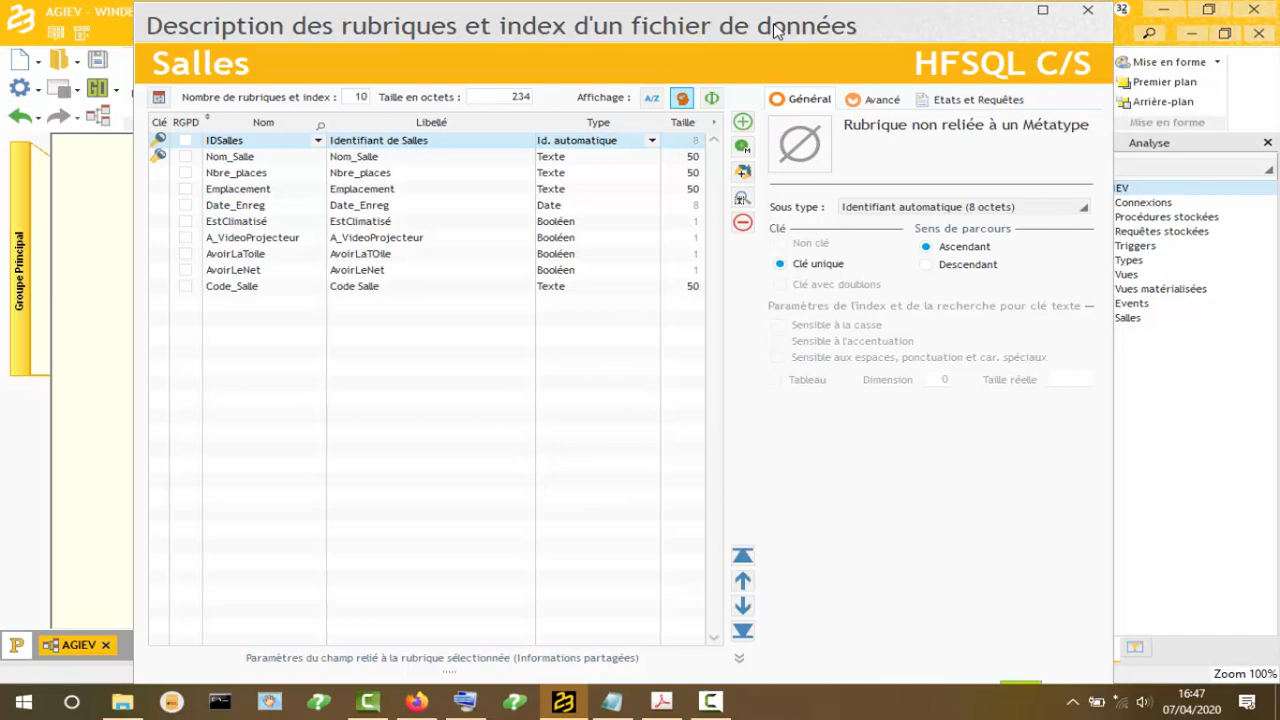 AGIEV - WINDE
Description des rubriques et index d'un fichier de données
32
Salles
HFSQL C/S
Nombre de rubriques et index : 10 Taille en octets : 234 Affichage : A/Z
Clé RGPD Nom Libellé Type Taille
IDSalles Identifiant de Salles Id. automatique 8
Nom_Salle Nom_Salle Texte 50
Nbre_places Nbre_places Texte 50
Emplacement Emplacement Texte 50
Date_Enreg Date_Enreg Date 8
EstClimatisé EstClimatisé Booléen 1
A_VideoProjecteur A_VideoProjecteur Booléen 1
AvoirLaToile AvoirLaTOile Booléen 1
AvoirLeNet AvoirLeNet Booléen 1
Code_Salle Code Salle Texte 50
Paramètres du champ relié à la rubrique sélectionnée (Informations partagées)
Général Avancé Etats et Requêtes
Rubrique non reliée à un Métatype
Sous type : Identifiant automatique (8 octets)
Clé Sens de parcours
Non clé Ascendant
Clé unique Descendant
Clé avec doublons
Paramètres de l'index et de la recherche pour clé texte
Sensible à la casse
Sensible à l'accentuation
Sensible aux espaces, ponctuation et car. spéciaux
Tableau Dimension 0 Taille réelle
Mise en forme
Premier plan
Arrière-plan
Mise en forme
Analyse
EV
Connexions
Procédures stockées
Requêtes stockées
Triggers
Types
Vues
Vues matérialisées
Events
Salles
GO
Groupe Principal
P
AGIEV
Zoom 100%
16:47
07/04/2020